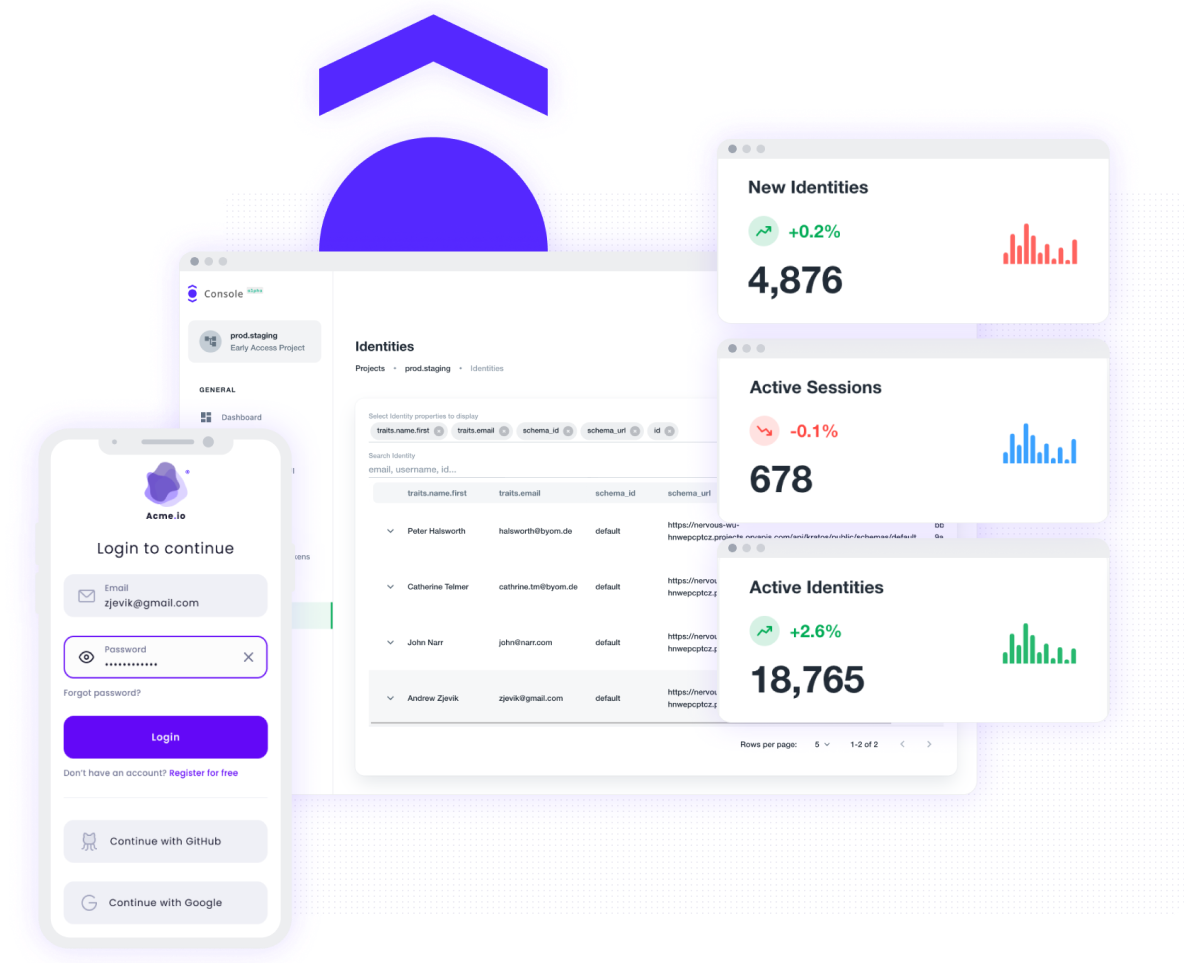 New Identities
+0.2%
4,876
Console alpha
prod.staging
Early Access Project
GENERAL
Dashboard
Identities
Projects • prod.staging • Identities
Select Identity properties to display
traits.name.first traits.email schema_id schema_url id
Search Identity
email, username, id...
traits.name.first traits.email schema_id schema_url
Peter Halsworth halsworth@byom.de default https://nervous-wu-
hnwepcptcz.projects.oryapis.com/api/kratos/public/schemas/default
bb
9a
Catherine Telmer cathrine.tm@byom.de default https://nervou
hnwepcptcz.p
John Narr john@narr.com default https://nervou
hnwepcptcz.p
Andrew Zjevik zjevik@gmail.com default https://nervou
hnwepcptcz.p
Rows per page: 5 1-2 of 2
kens
Active Sessions
-0.1%
678
Active Identities
+2.6%
18,765
Acme.io
Login to continue
Email
zjevik@gmail.com
Password
••••••••••••
Forgot password?
Login
Don't have an account? Register for free
Continue with GitHub
Continue with Google